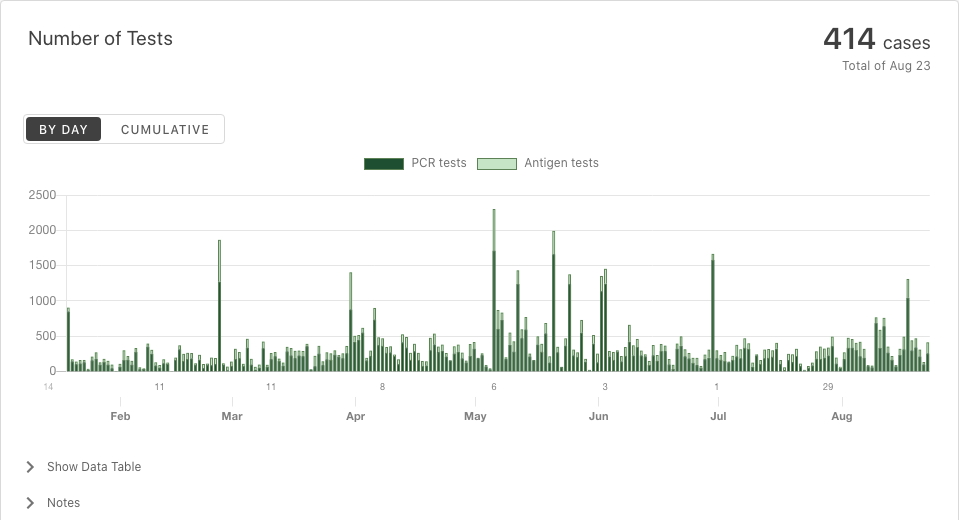 Number of Tests
414 cases
Total of Aug 23
BY DAY CUMULATIVE
PCR tests Antigen tests
2500
2000
1500
1000
500
0
14 11 11 8 6 3 1 29
Feb Mar Apr May Jun Jul Aug
Show Data Table
Notes